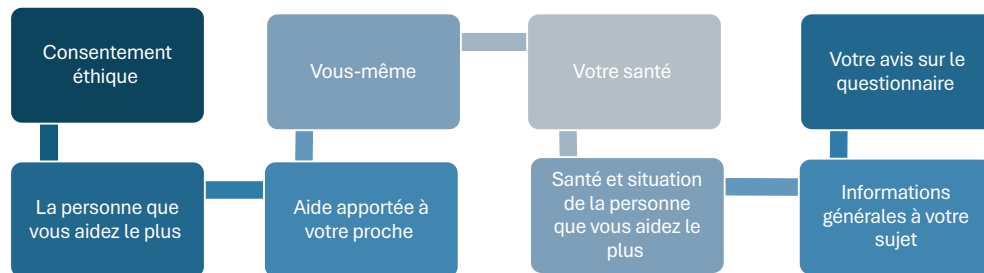 Consentement
éthique
La personne que
vous aidez le plus
Aide apportée à
votre proche
Vous-même
Votre santé
Santé et situation
de la personne
que vous aidez le
plus
Informations
générales à votre
sujet
Votre avis sur le
questionnaire